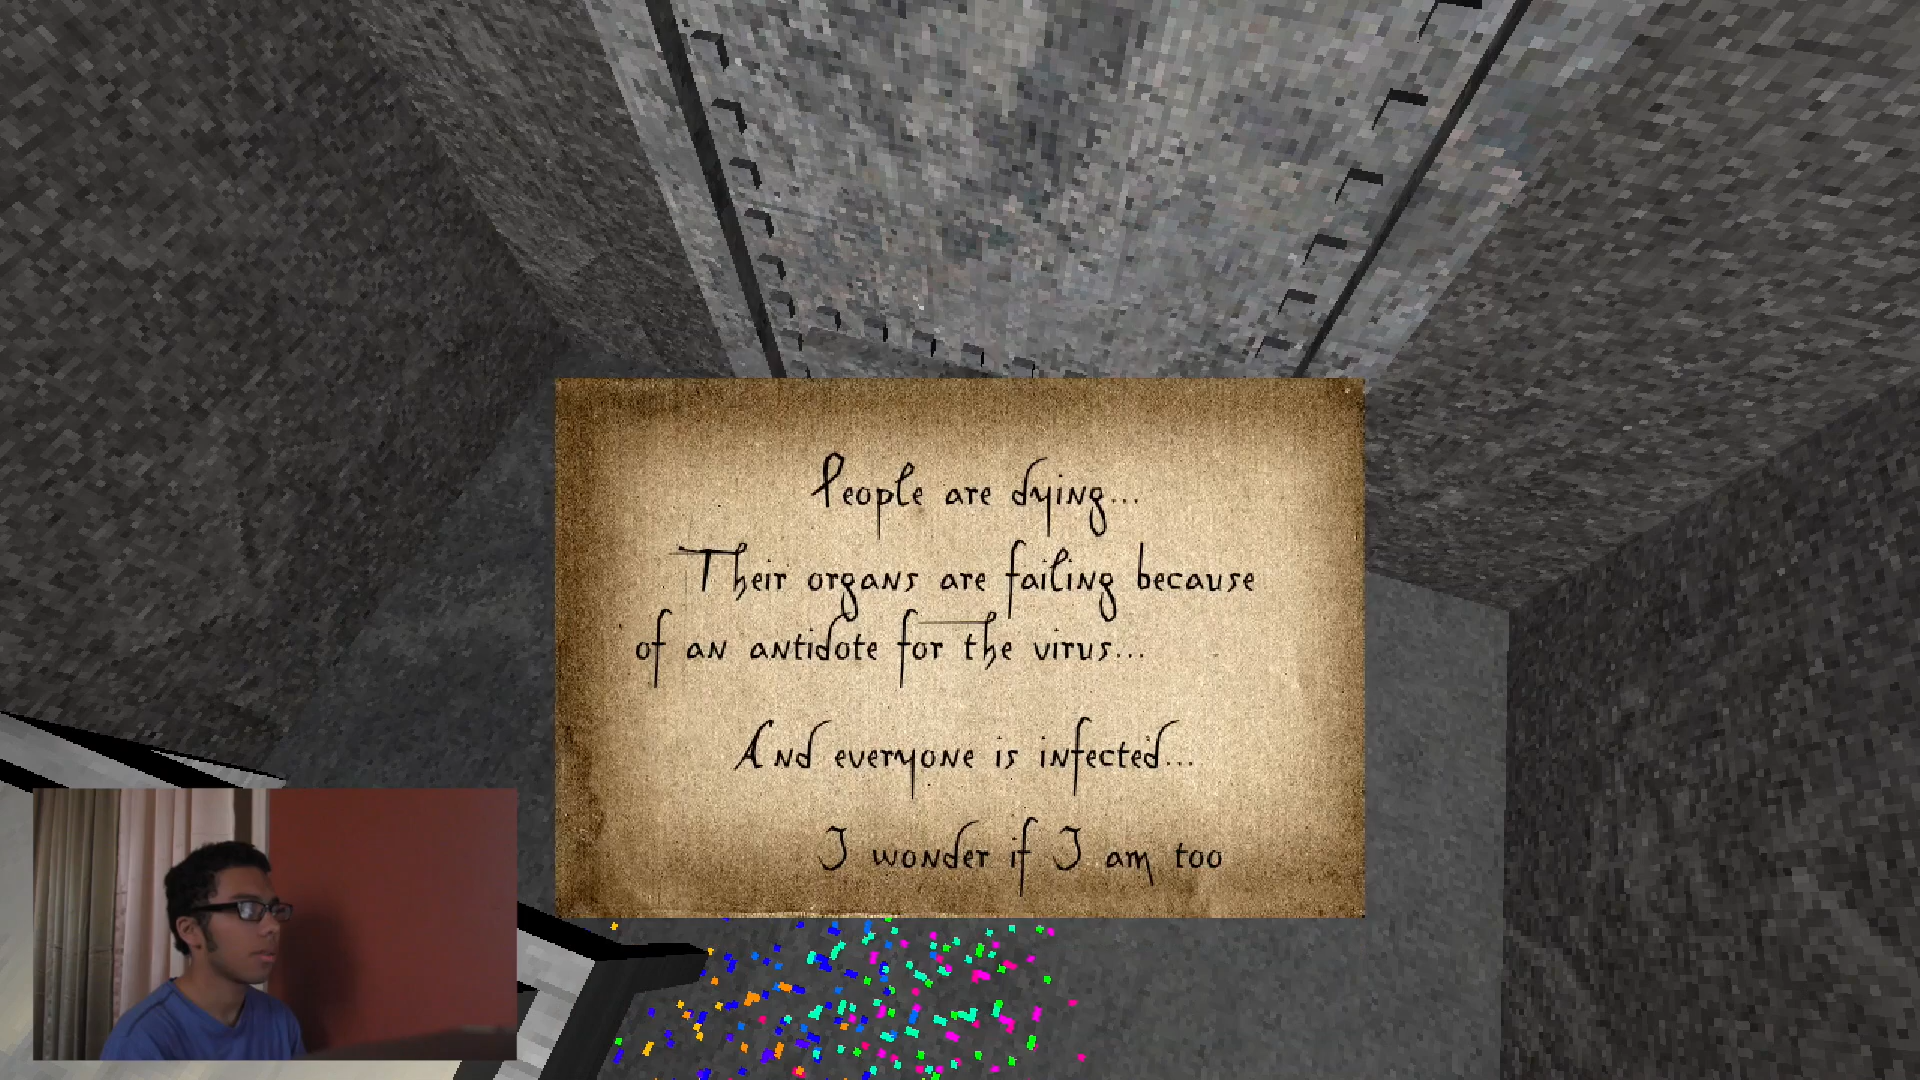 People are dying...
Their organs are failing because
of an antidote for the virus...
And everyone is infected...
I wonder if I am too